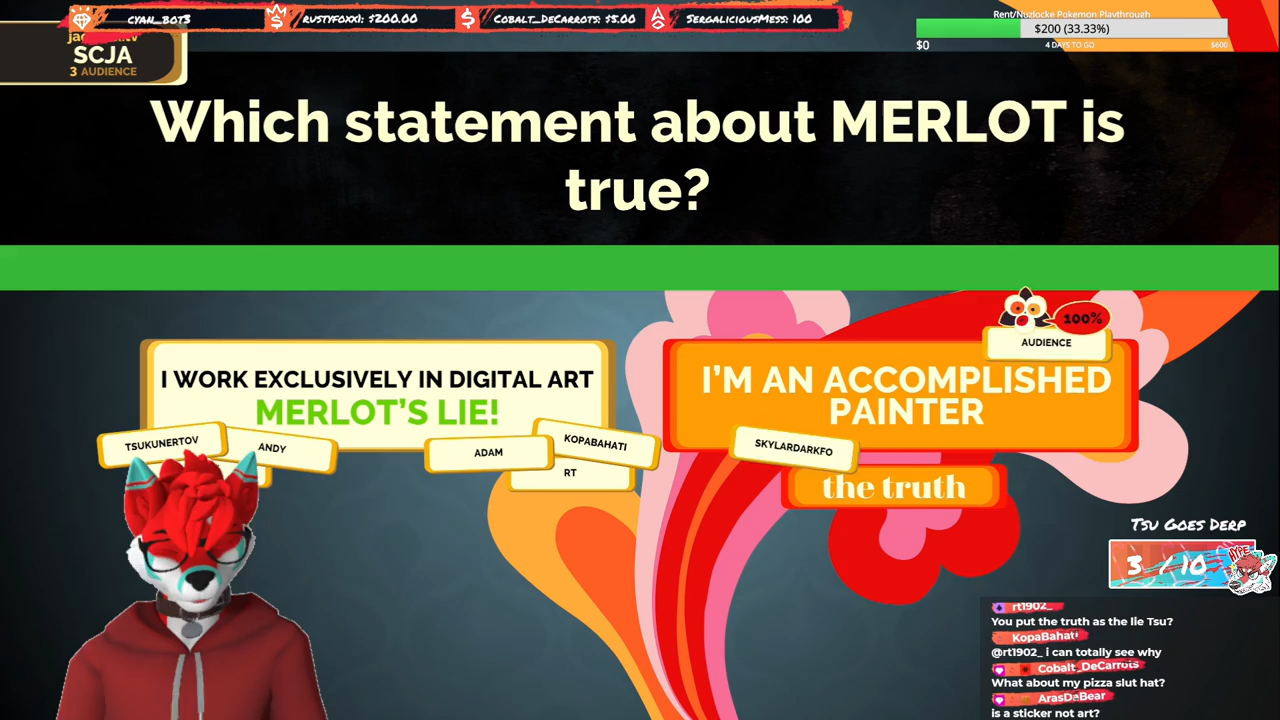 CYAN_BOT3
RUSTYFOXX1: $200.00
COBALT_DECARROTS: $5.00
SERGALICIOUSMESS: 100
Rent/Nuzlocke Pokemon Playthrough
$200 (33.33%)
$0
4 DAYS TO GO
$600
SCJA
3 AUDIENCE
Which statement about MERLOT is
true?
100%
AUDIENCE
I WORK EXCLUSIVELY IN DIGITAL ART
MERLOT'S LIE!
I'M AN ACCOMPLISHED
PAINTER
TSUKUNERTOV
ANDY
ADAM
KOPABAHATI
RT
SKYLARDARKFO
the truth
TSU GOES DERP
3 / 10
HYPE
rt1902_
You put the truth as the lie Tsu?
KopaBahati
@rt1902_ i can totally see why
Cobalt_DeCarrots
What about my pizza slut hat?
ArasDaBear
is a sticker not art?